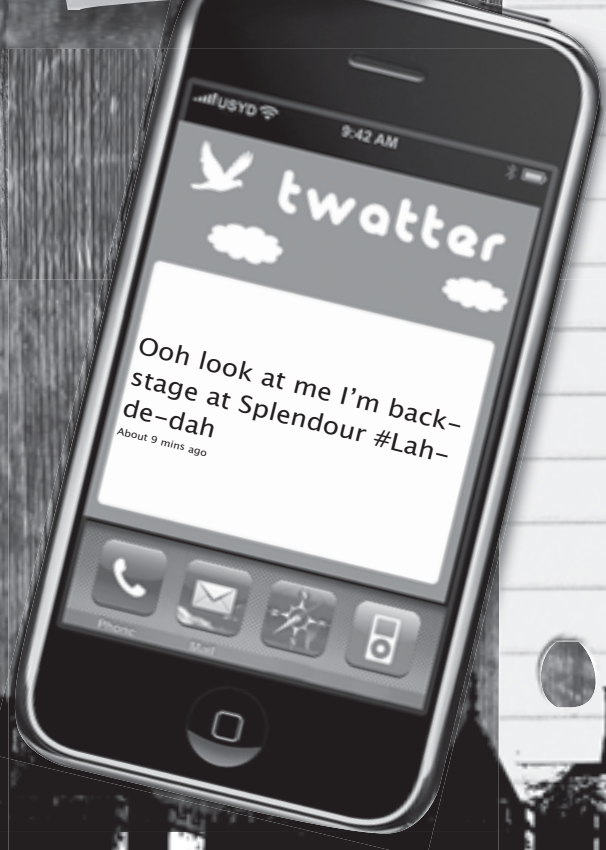 USYD
9:42 AM
twatter
Ooh look at me I'm back-
stage at Splendour #Lah-
de-dah
About 9 mins ago
Phone
Mail